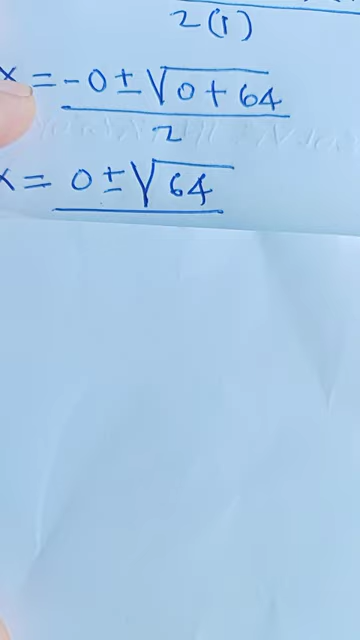 2(1)
x = -0 ± √0 + 64
2
x = 0 ± √64